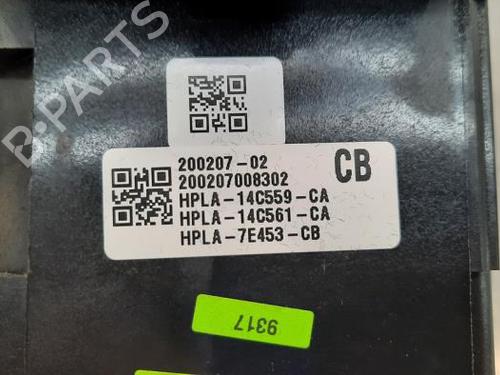 B-PARTS
200207-02
200207008302
CB
HPLA-14C559-CA
HPLA-14C561-CA
HPLA-7E453-CB
9317